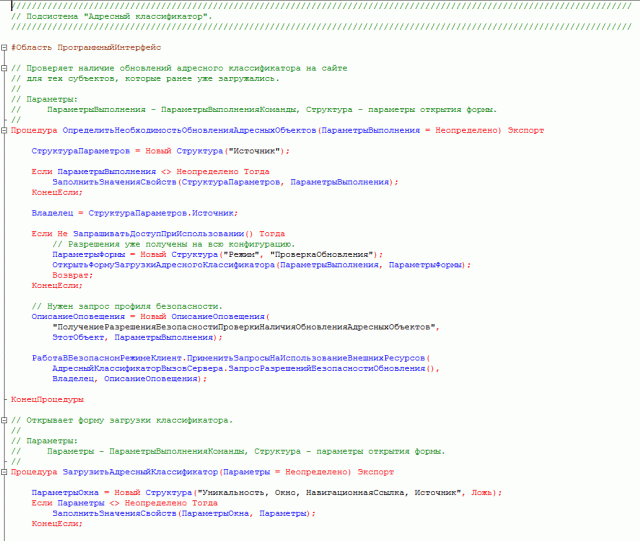 ////////////////////////////////////////////////////////////////////////////////////////////////////////////////////////
// Подсистема "Адресный классификатор".
////////////////////////////////////////////////////////////////////////////////////////////////////////////////////////
#Область ПрограммныйИнтерфейс
// Проверяет наличие обновлений адресного классификатора на сайте
// для тех субъектов, которые ранее уже загружались.
//
// Параметры:
//     ПараметрыВыполнения - ПараметрыВыполненияКоманды, Структура - параметры открытия формы.
//
Процедура ОпределитьНеобходимостьОбновленияАдресныхОбъектов(ПараметрыВыполнения = Неопределено) Экспорт
СтруктураПараметров = Новый Структура("Источник");
Если ПараметрыВыполнения <> Неопределено Тогда
ЗаполнитьЗначенияСвойств(СтруктураПараметров, ПараметрыВыполнения);
КонецЕсли;
Владелец = СтруктураПараметров.Источник;
Если Не ЗапрашиватьДоступПриИспользовании() Тогда
// Разрешения уже получены на всю конфигурацию.
ПараметрыФормы = Новый Структура("Режим", "ПроверкаОбновления");
ОткрытьФормуЗагрузкиАдресногоКлассификатора(ПараметрыВыполнения, ПараметрыФормы);
Возврат;
КонецЕсли;
// Нужен запрос профиля безопасности.
ОписаниеОповещения = Новый ОписаниеОповещения(
"ПолучениеРазрешенияБезопасностиПроверкиНаличияОбновленияАдресныхОбъектов",
ЭтотОбъект, ПараметрыВыполнения);
РаботаВБезопасномРежимеКлиент.ПрименитьЗапросыНаИспользованиеВнешнихРесурсов(
АдресныйКлассификаторВызовСервера.ЗапросРазрешенийБезопасностиОбновления(),
Владелец, ОписаниеОповещения);
КонецПроцедуры
// Открывает форму загрузки классификатора.
//
// Параметры:
//     Параметры - ПараметрыВыполненияКоманды, Структура - параметры открытия формы.
//
Процедура ЗагрузитьАдресныйКлассификатор(Параметры = Неопределено) Экспорт
ПараметрыОкна = Новый Структура("Уникальность, Окно, НавигационнаяСсылка, Источник", Ложь);
Если Параметры <> Неопределено Тогда
ЗаполнитьЗначенияСвойств(ПараметрыОкна, Параметры);
КонецЕсли;